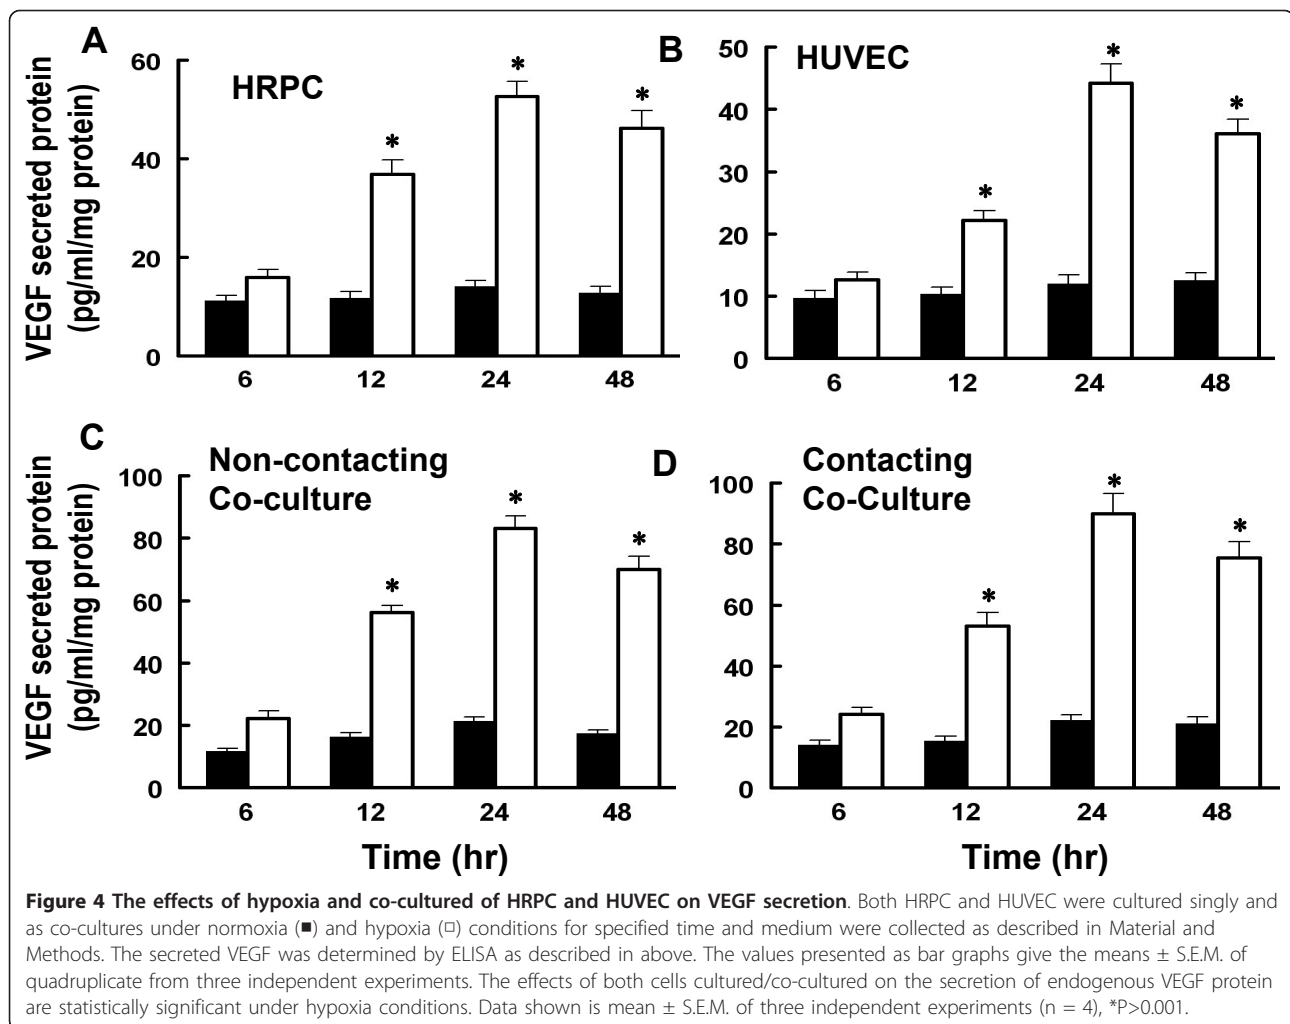 A
HRPC
VEGF secreted protein
(pg/ml/mg protein)
60
40
20
0
*
*
*
6 12 24 48
B
HUVEC
50
40
30
20
10
0
*
*
*
6 12 24 48
C
Non-contacting
Co-culture
VEGF secreted protein
(pg/ml/mg protein)
100
80
60
40
20
0
*
*
*
6 12 24 48
Time (hr)
D
Contacting
Co-Culture
100
80
60
40
20
0
*
*
*
6 12 24 48
Time (hr)
Figure 4 The effects of hypoxia and co-cultured of HRPC and HUVEC on VEGF secretion. Both HRPC and HUVEC were cultured singly and
as co-cultures under normoxia (■) and hypoxia (□) conditions for specified time and medium were collected as described in Material and
Methods. The secreted VEGF was determined by ELISA as described in above. The values presented as bar graphs give the means ± S.E.M. of
quadruplicate from three independent experiments. The effects of both cells cultured/co-cultured on the secretion of endogenous VEGF protein
are statistically significant under hypoxia conditions. Data shown is mean ± S.E.M. of three independent experiments (n = 4), *P>0.001.